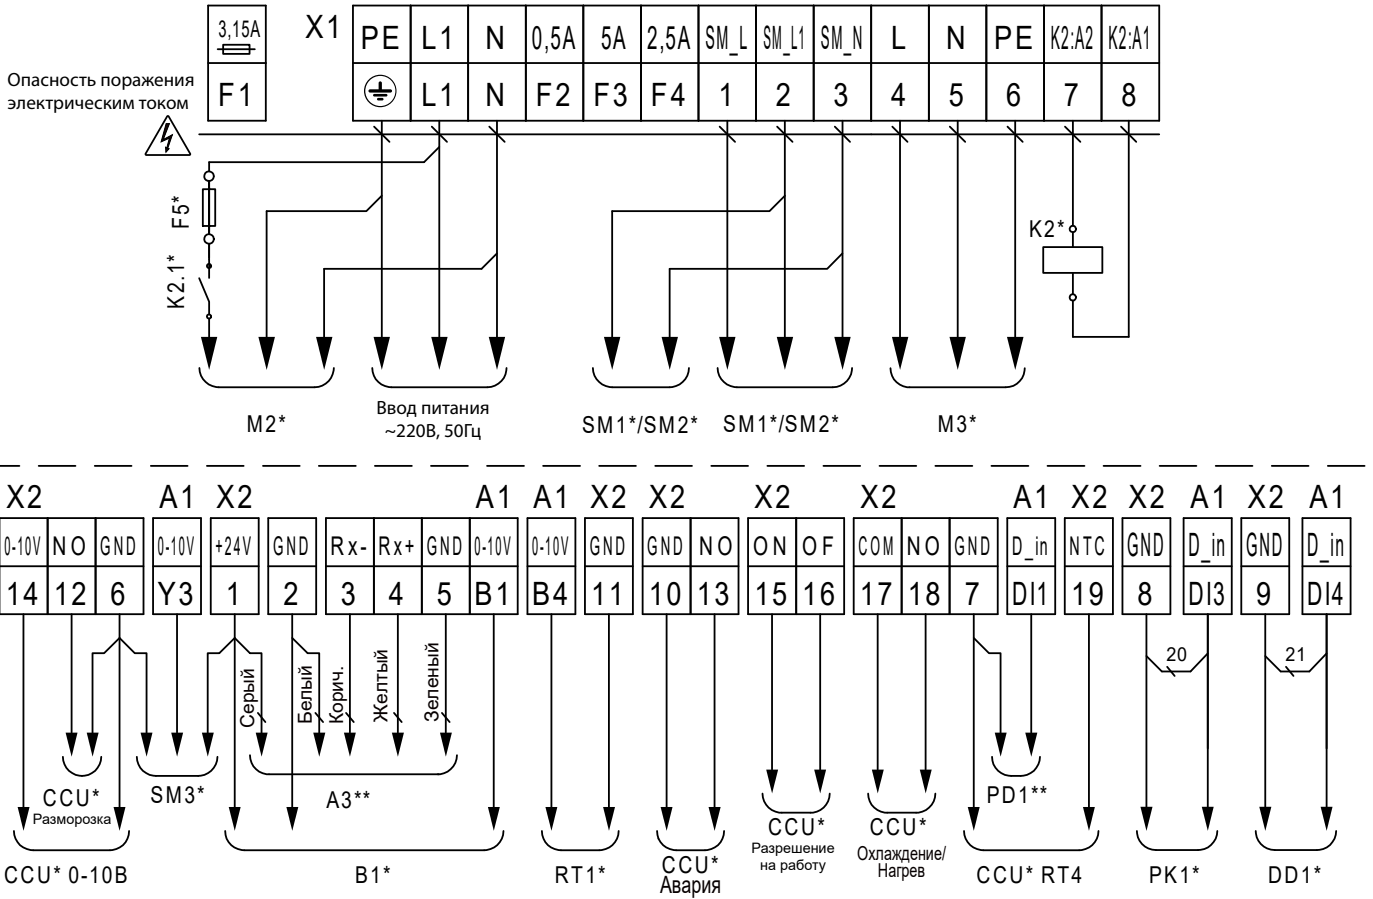 3,15A X1 PE L1 N 0,5A 5A 2,5A SM_L SM_L1 SM_N L N PE K2:A2 K2:A1
F1 L1 N F2 F3 F4 1 2 3 4 5 6 7 8
Опасность поражения
электрическим током
F5*
K2.1*
K2*
M2*
Ввод питания
~220В, 50Гц
SM1*/SM2* SM1*/SM2* M3*
X2 A1 X2 A1 A1 X2 X2 X2 X2 A1 X2 X2 A1 X2 A1
0-10V NO GND 0-10V +24V GND Rx- Rx+ GND 0-10V 0-10V GND GND NO ON OF COM NO GND D_in NTC GND D_in GND D_in
14 12 6 Y3 1 2 3 4 5 B1 B4 11 10 13 15 16 17 18 7 DI1 19 8 DI3 9 DI4
Серый Белый Корич. Желтый Зеленый
20 21
CCU*
Разморозка
SM3*
A3**
PD1**
CCU*
Разрешение
на работу
CCU*
Охлаждение/
Нагрев
CCU* 0-10В
B1*
RT1*
CCU*
Авария
CCU* RT4
PK1*
DD1*